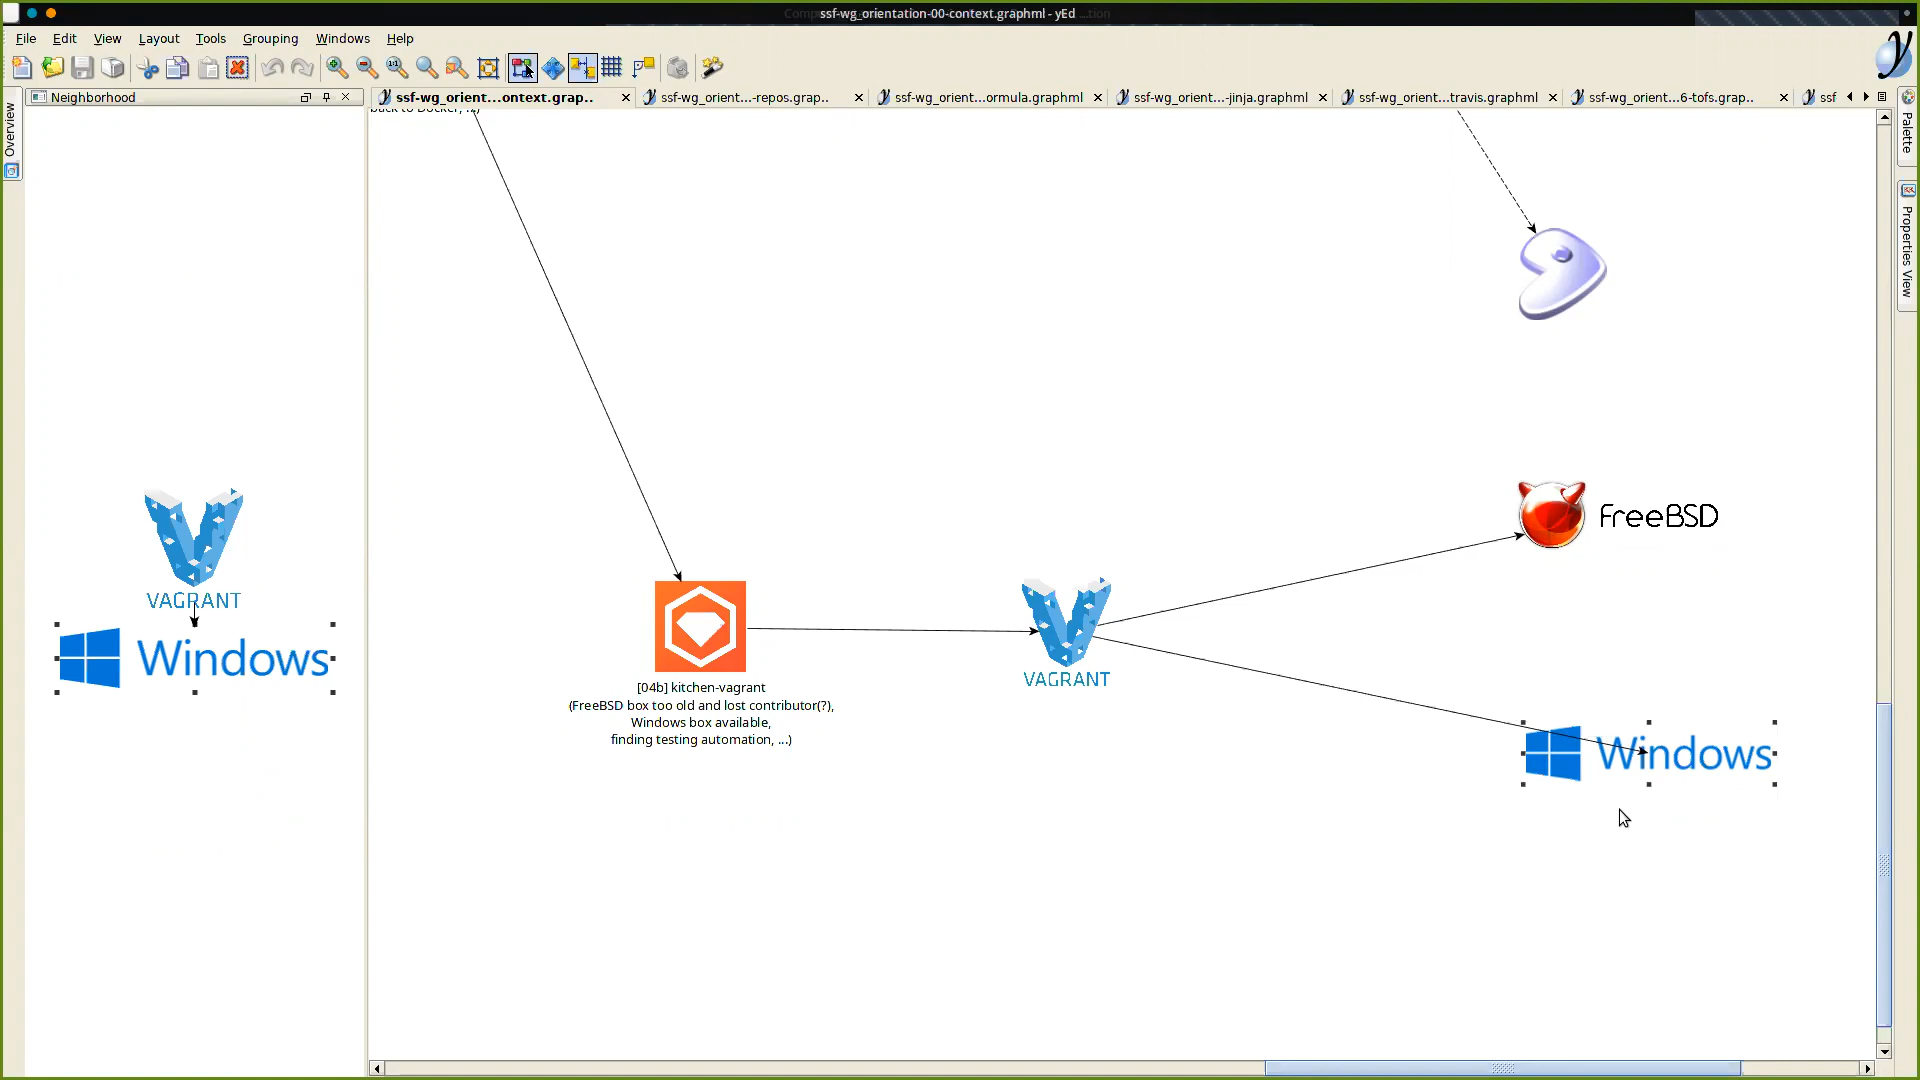 ssf-wg_orientation-00-context.graphml - yEd
File Edit View Layout Tools Grouping Windows Help
Neighborhood
ssf-wg_orient...ontext.grap..
ssf-wg_orient...-repos.grap..
ssf-wg_orient...ormula.graphml
ssf-wg_orient...-jinja.graphml
ssf-wg_orient...travis.graphml
ssf-wg_orient...6-tofs.grap..
ssf
Overview
Palette
Properties View
back to Docker, ...)
VAGRANT
Windows
FreeBSD
VAGRANT
[04b] kitchen-vagrant
(FreeBSD box too old and lost contributor(?),
Windows box available,
finding testing automation, ...)
Windows